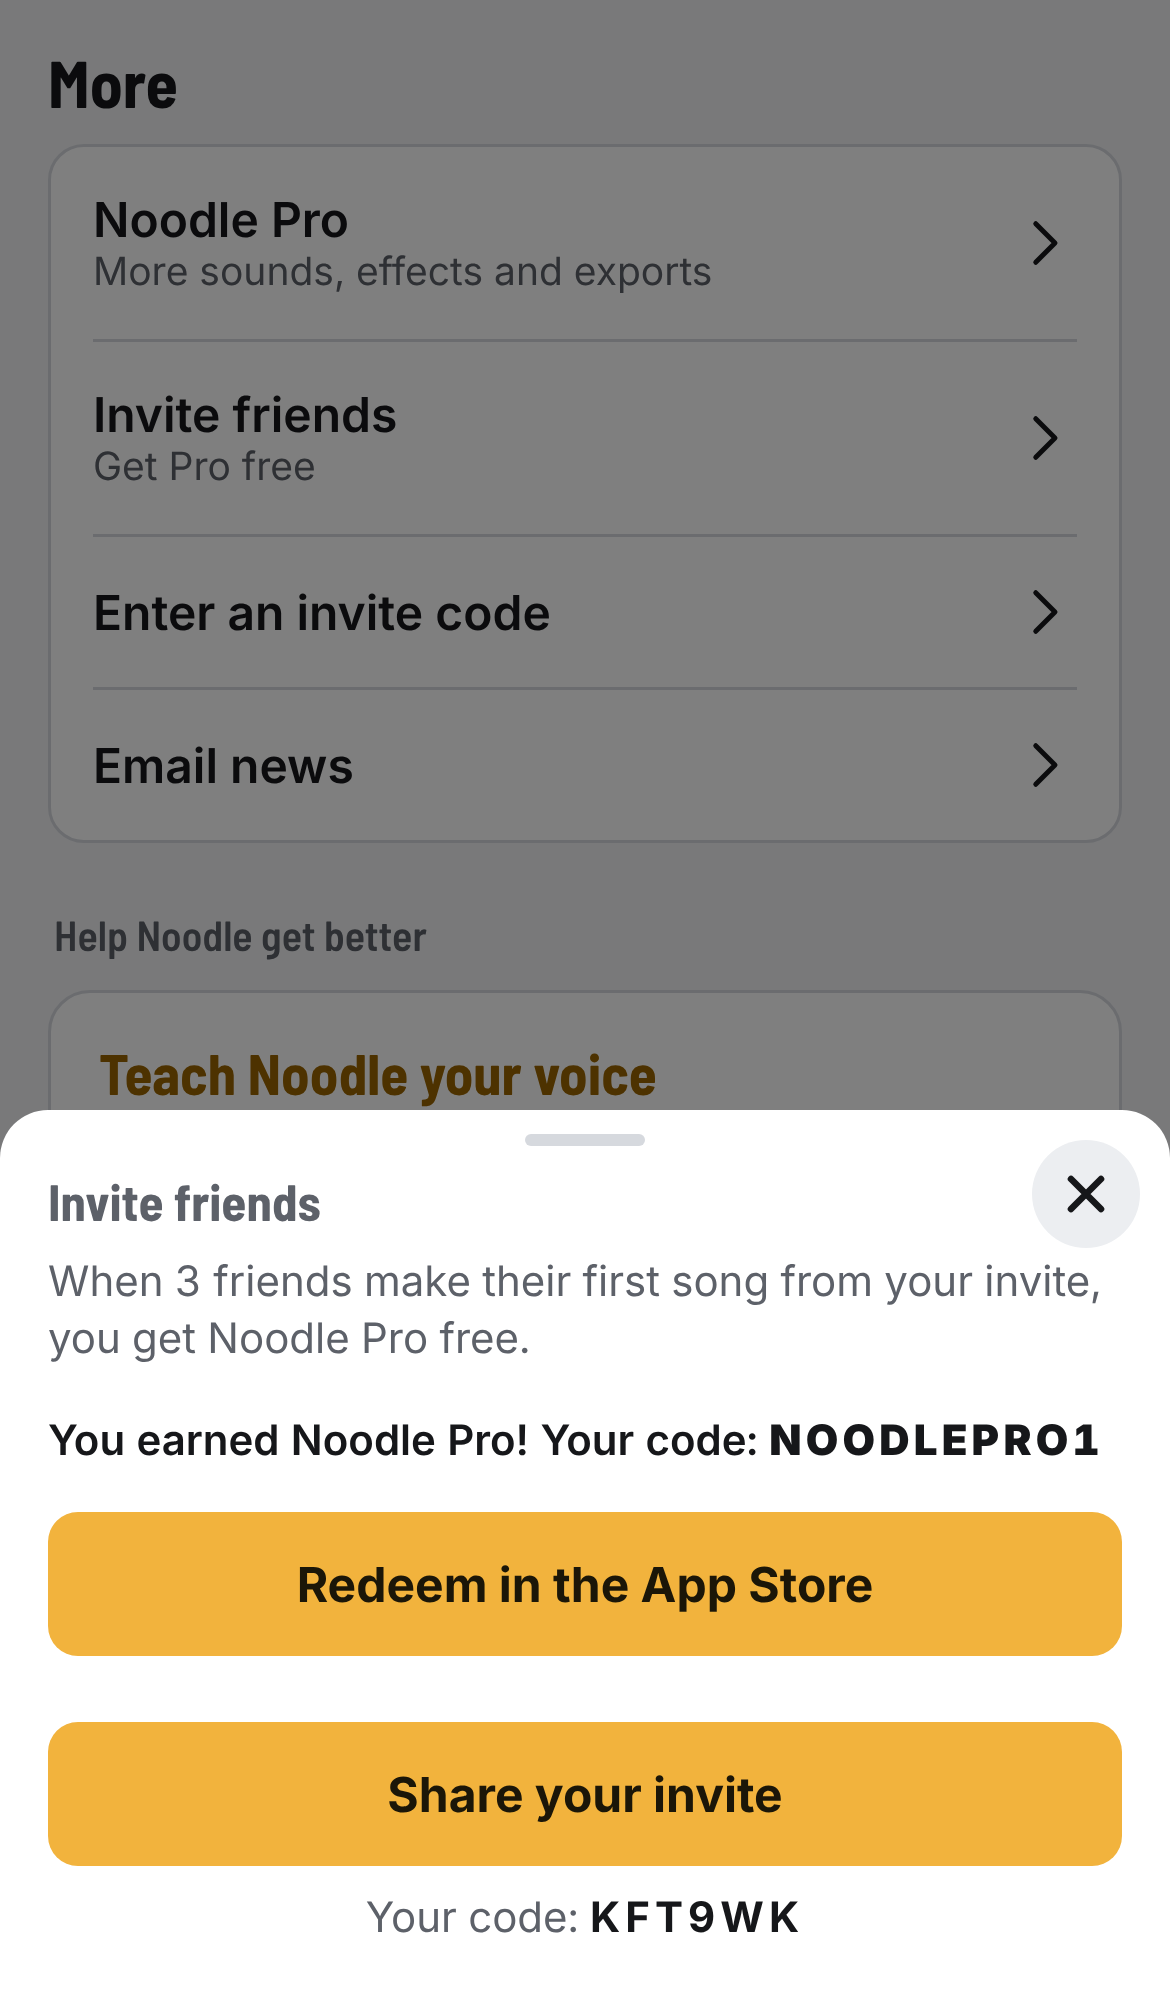 More
Noodle Pro
More sounds, effects and exports
Invite friends
Get Pro free
Enter an invite code
Email news
Help Noodle get better
Teach Noodle your voice
Invite friends
When 3 friends make their first song from your invite,
you get Noodle Pro free.
You earned Noodle Pro! Your code: NOODLEPRO1
Redeem in the App Store
Share your invite
Your code: KFT9WK